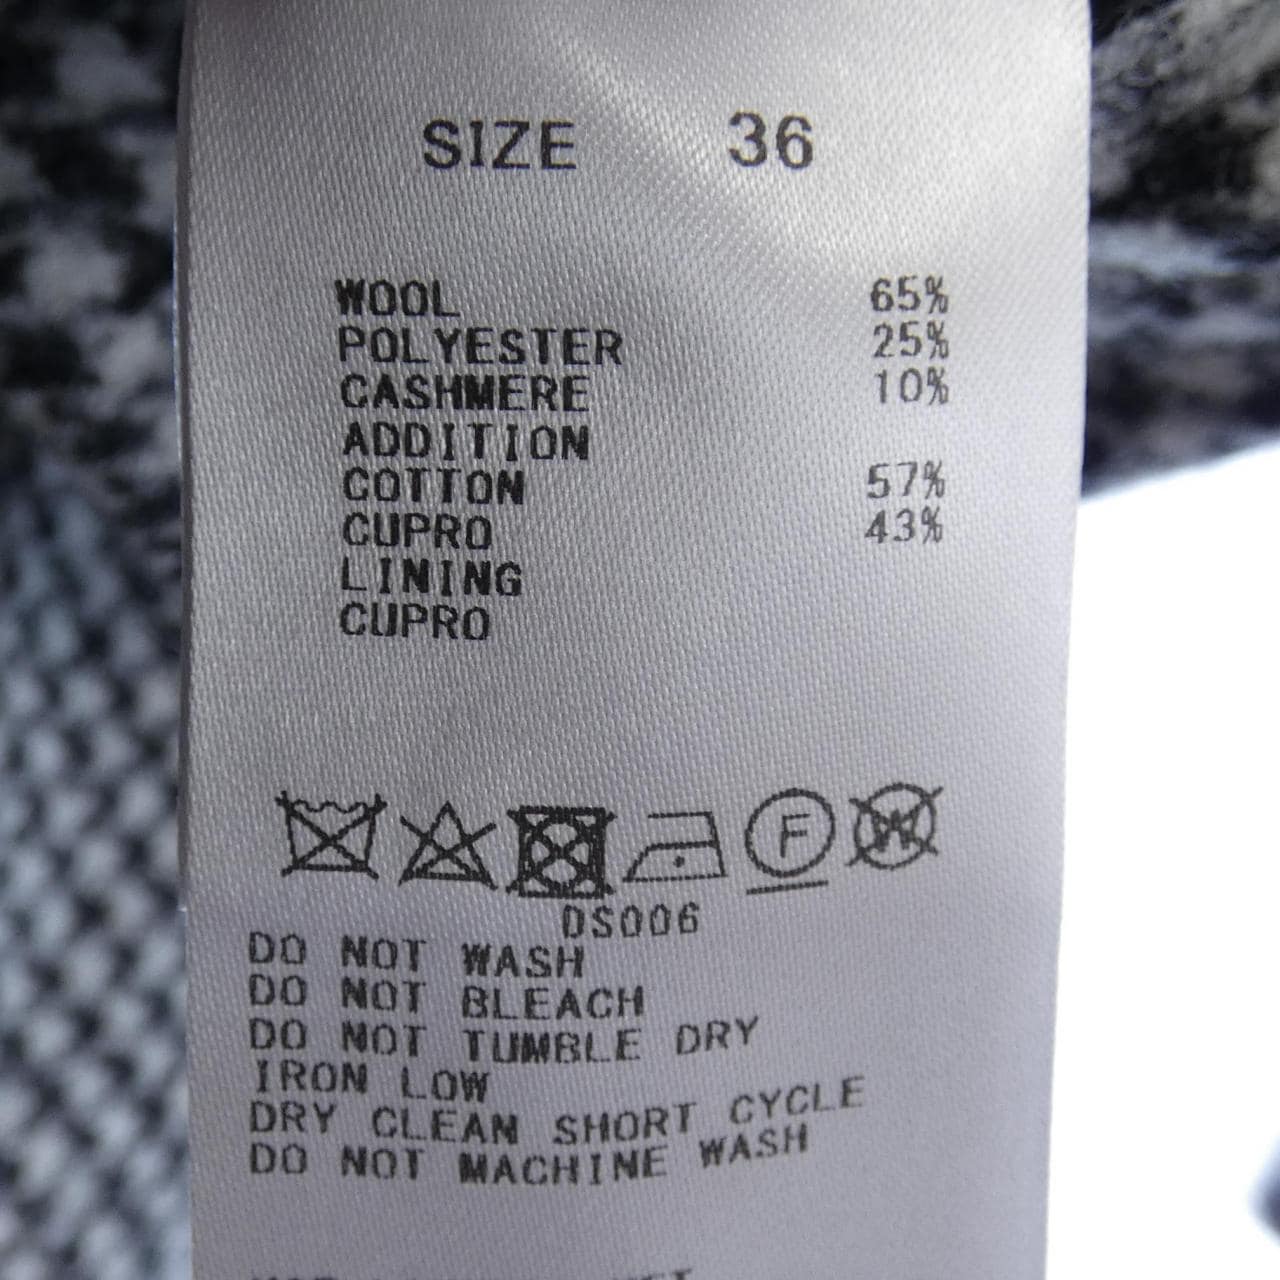 SIZE 36
WOOL 65%
POLYESTER 25%
CASHMERE 10%
ADDITION
COTTON 57%
CUPRO 43%
LINING
CUPRO
F W
DS006
DO NOT WASH
DO NOT BLEACH
DO NOT TUMBLE DRY
IRON LOW
DRY CLEAN SHORT CYCLE
DO NOT MACHINE WASH